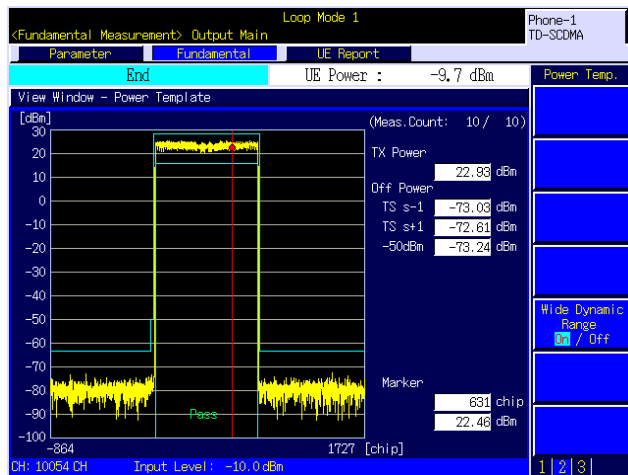 Loop Mode 1
Phone-1
<Fundamental Measurement> Output Main
TD-SCDMA
Parameter Fundamental UE Report
End UE Power : -9.7 dBm Power Temp.
View Window - Power Template
[dBm] (Meas.Count: 10/ 10)
30
20 TX Power
22.93 dBm
10 Off Power
0 TS s-1 -73.03 dBm
-10 TS s+1 -72.61 dBm
-20 -50dBm -73.24 dBm
-30
-40
-50 Wide Dynamic
Range
-60 On / Off
-70
-80 Marker
631 chip
-90 Pass 22.46 dBm
-100
-864 1727 [chip]
CH: 10054 CH Input Level: -10.0 dBm 1 2 3